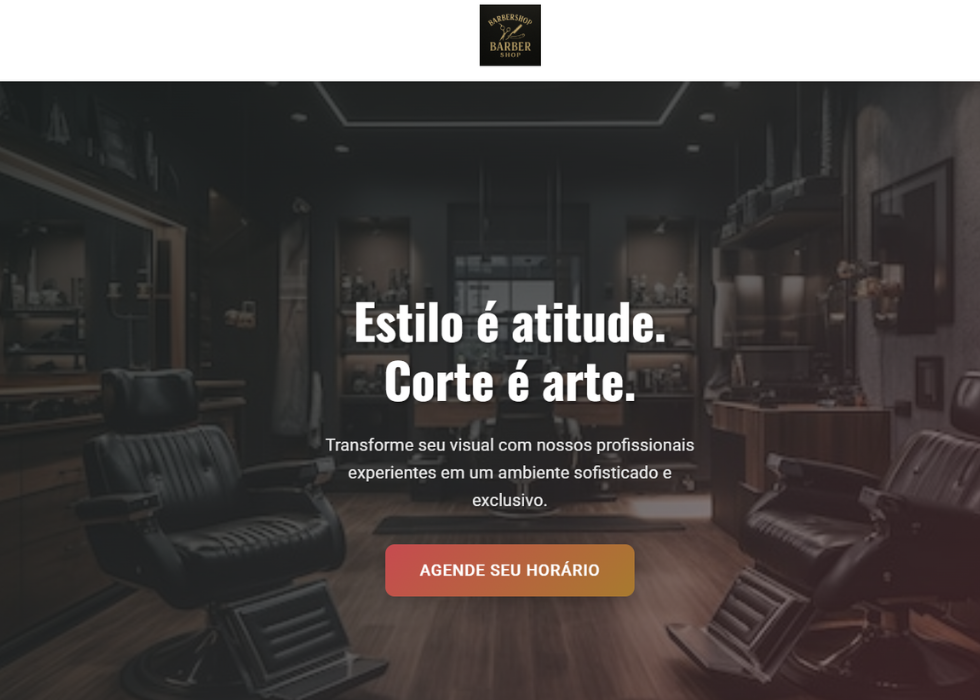 BARBERSHOP
BARBER
SHOP
Estilo é atitude.
Corte é arte.
Transforme seu visual com nossos profissionais
experientes em um ambiente sofisticado e
exclusivo.
AGENDE SEU HORÁRIO